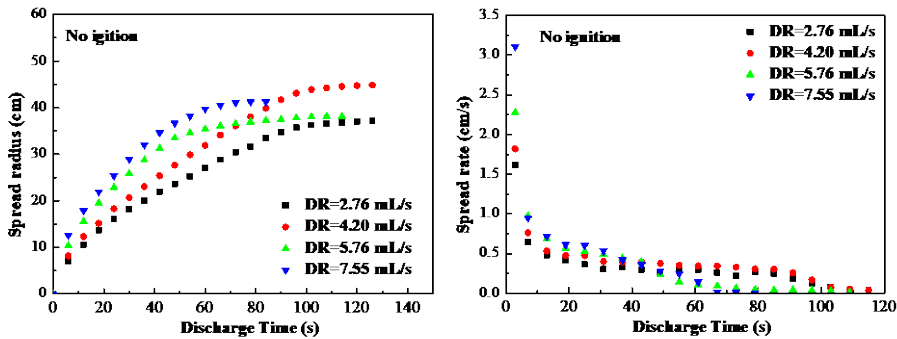 No igition
Spread radius (cm)
60
50
40
30
20
10
0
DR=2.76 mL/s
DR=4.20 mL/s
DR=5.76 mL/s
DR=7.55 mL/s
0 20 40 60 80 100 120 140
Discharge Time (s)
No ignition
Spread rate (cm/s)
3.5
3.0
2.5
2.0
1.5
1.0
0.5
0.0
DR=2.76 mL/s
DR=4.20 mL/s
DR=5.76 mL/s
DR=7.55 mL/s
0 20 40 60 80 100 120
Discharge Time (s)